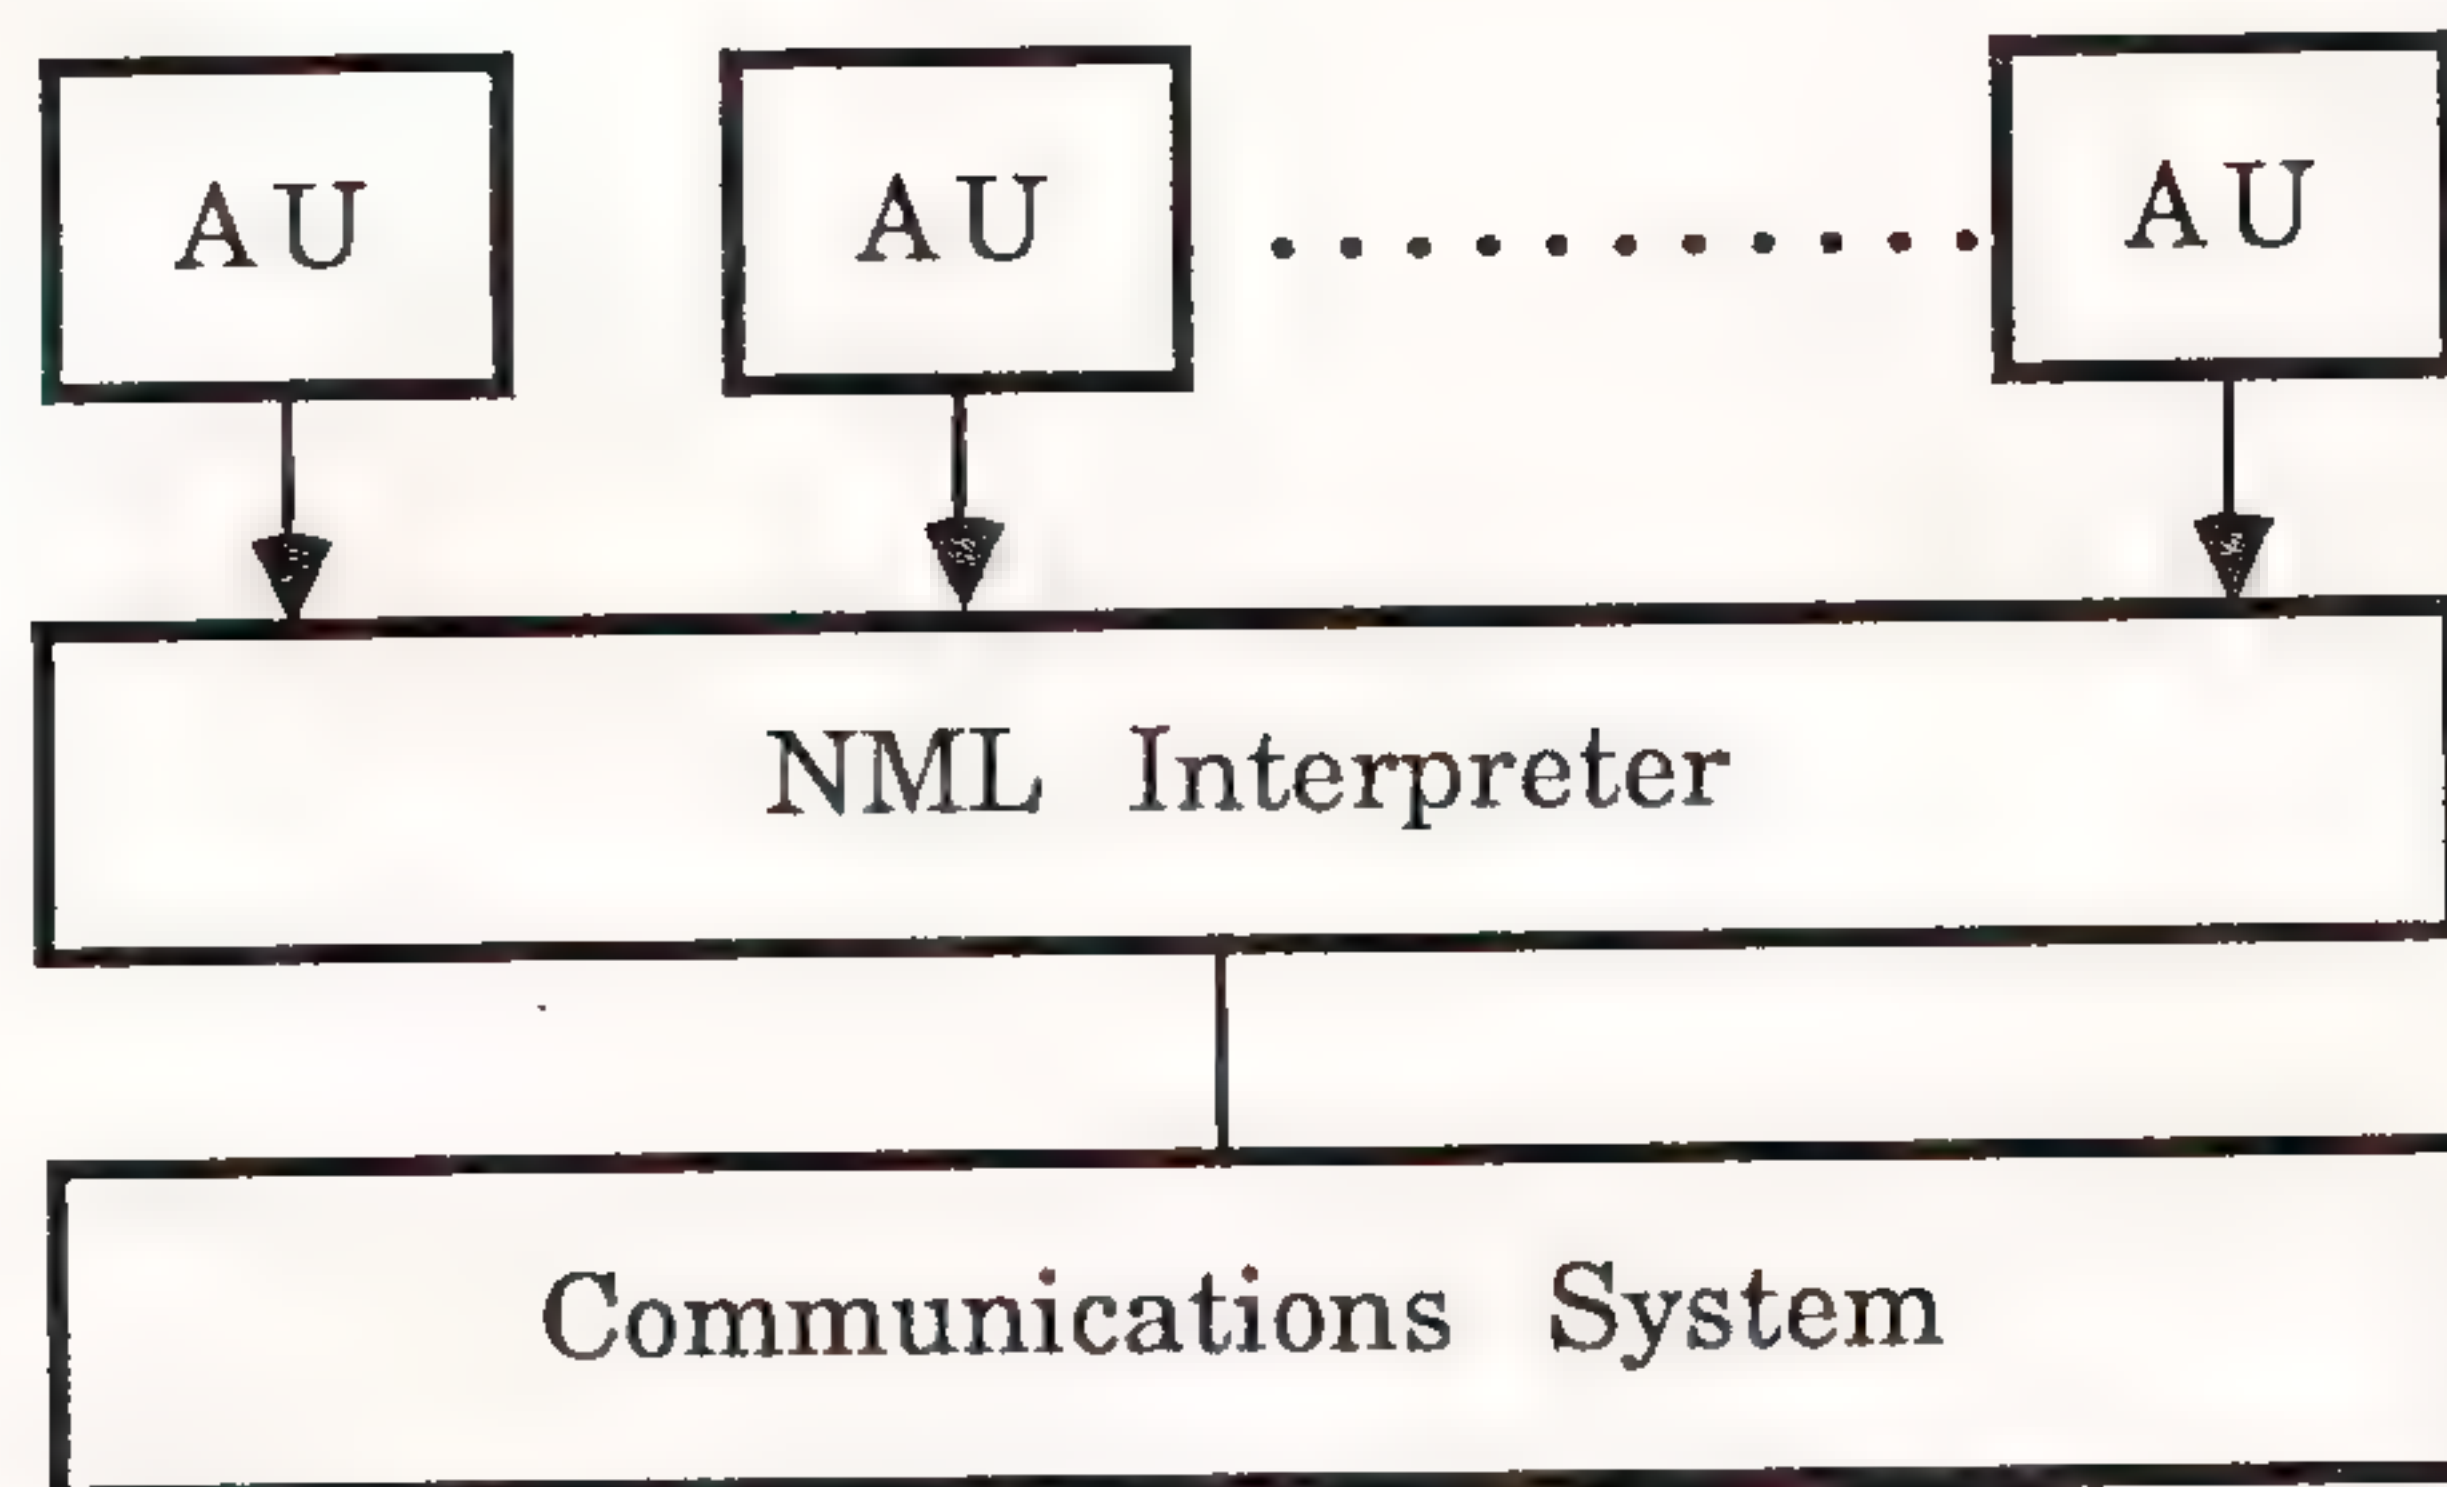 AU AU ........... AU
NML Interpreter
Communications System